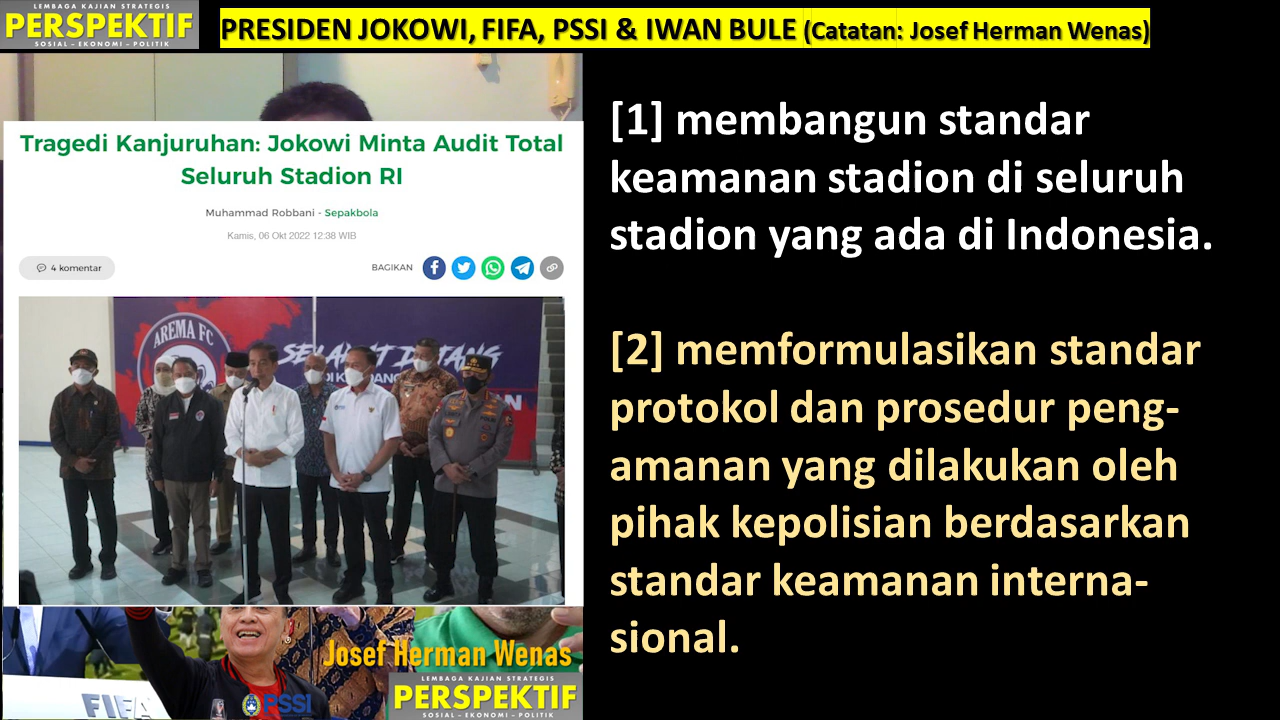 LEMBAGA KAJIAN STRATEGIS
PERSPEKTIF
SOSIAL – EKONOMI – POLITIK
PRESIDEN JOKOWI, FIFA, PSSI & IWAN BULE (Catatan: Josef Herman Wenas)
Tragedi Kanjuruhan: Jokowi Minta Audit Total
Seluruh Stadion RI
Muhammad Robbani - Sepakbola
Kamis, 06 Okt 2022 12:38 WIB
4 komentar
BAGIKAN
AREMA FC
SELAMAT DATANG
DI KANDANG
[1] membangun standar
keamanan stadion di seluruh
stadion yang ada di Indonesia.
[2] memformulasikan standar
protokol dan prosedur peng-
amanan yang dilakukan oleh
pihak kepolisian berdasarkan
standar keamanan interna-
sional.
Josef Herman Wenas
LEMBAGA KAJIAN STRATEGIS
PERSPEKTIF
SOSIAL – EKONOMI – POLITIK
FIFA
PSSI